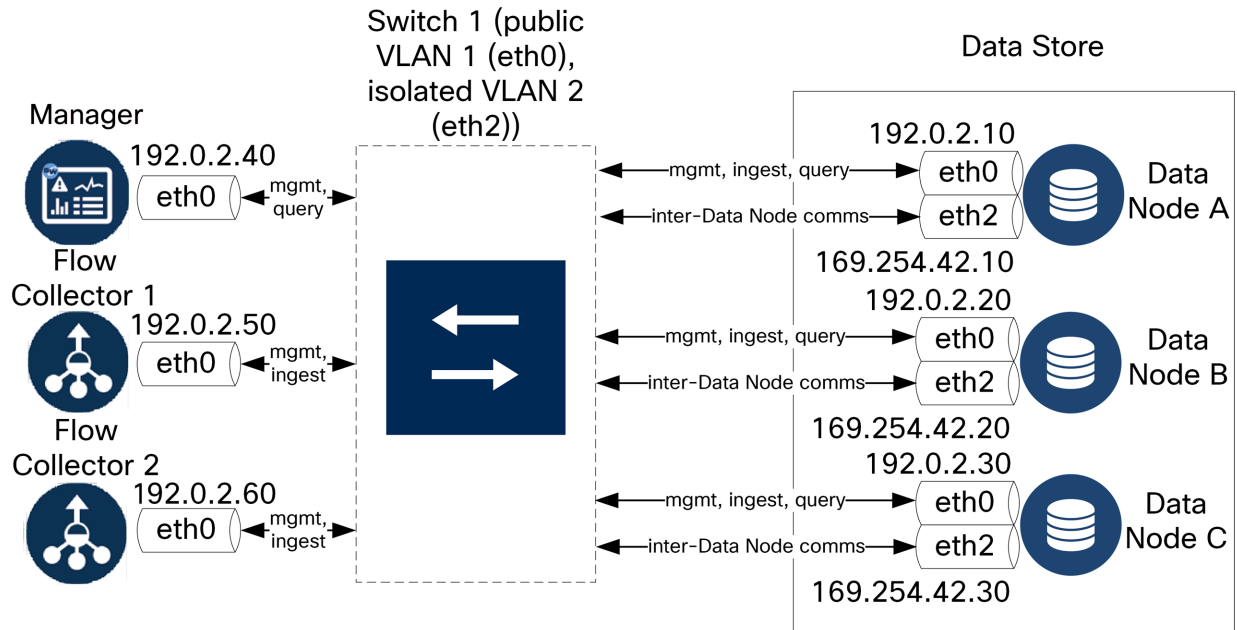 Switch 1 (public
VLAN 1 (eth0),
isolated VLAN 2
(eth2))
Data Store
Manager
192.0.2.40
eth0
mgmt,
query
Flow
Collector 1
192.0.2.50
eth0
mgmt,
ingest
Flow
Collector 2
192.0.2.60
eth0
mgmt,
ingest
192.0.2.10
mgmt, ingest, query
eth0
inter-Data Node comms
eth2
Data
Node A
169.254.42.10
192.0.2.20
mgmt, ingest, query
eth0
inter-Data Node comms
eth2
Data
Node B
169.254.42.20
192.0.2.30
mgmt, ingest, query
eth0
inter-Data Node comms
eth2
Data
Node C
169.254.42.30